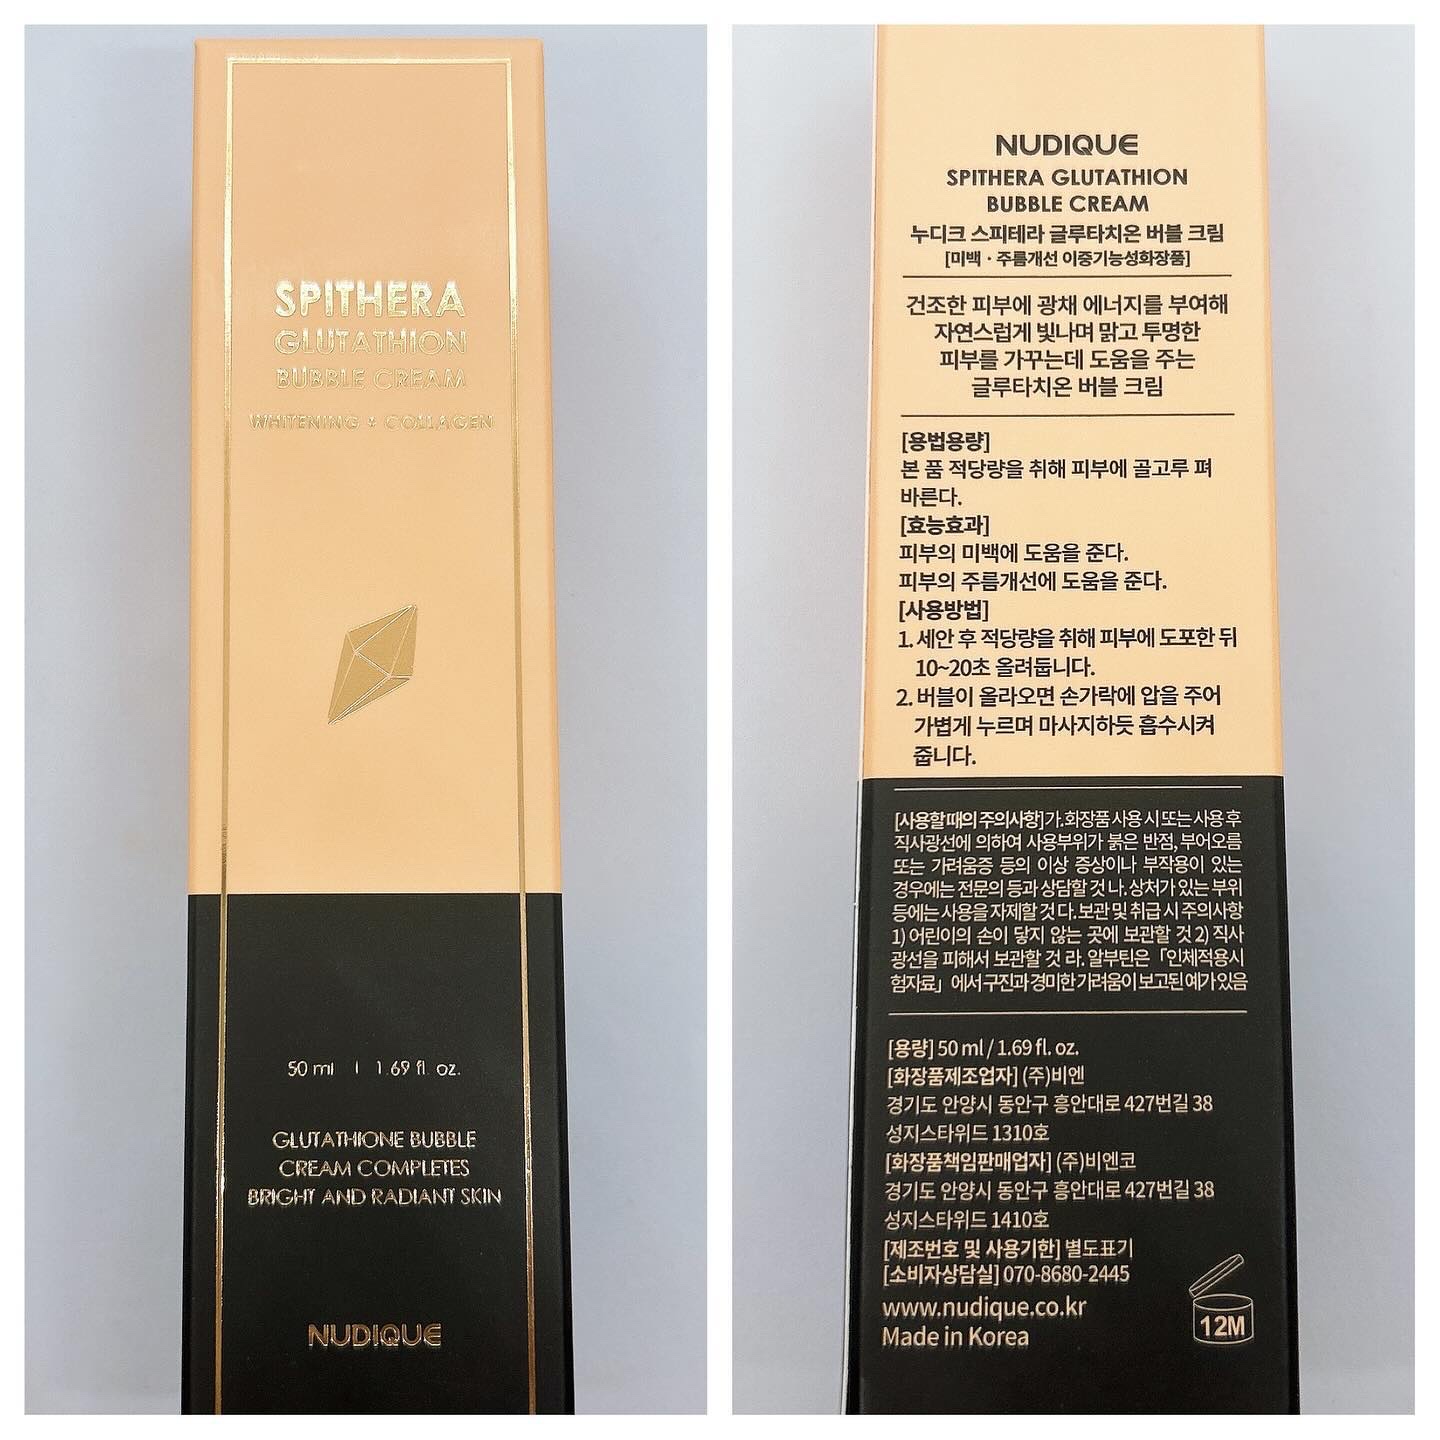 SPITHERA
GLUTATHION
BUBBLE CREAM
WHITENING + COLLAGEN
50 ml | 1.69 fl. oz.
GLUTATHIONE BUBBLE
CREAM COMPLETES
BRIGHT AND RADIANT SKIN
NUDIQUE
NUDIQUE
SPITHERA GLUTATHION
BUBBLE CREAM
누디크 스피테라 글루타치온 버블 크림
[미백 · 주름개선 이중기능성화장품]
건조한 피부에 광채 에너지를 부여해
자연스럽게 빛나며 맑고 투명한
피부를 가꾸는데 도움을 주는
글루타치온 버블 크림
[용법용량]
본 품 적당량을 취해 피부에 골고루 펴
바른다.
[효능효과]
피부의 미백에 도움을 준다.
피부의 주름개선에 도움을 준다.
[사용방법]
1. 세안 후 적당량을 취해 피부에 도포한 뒤
10~20초 올려둡니다.
2. 버블이 올라오면 손가락에 압을 주어
가볍게 누르며 마사지하듯 흡수시켜
줍니다.
[사용할 때의 주의사항] 가. 화장품 사용 시 또는 사용 후
직사광선에 의하여 사용부위가 붉은 반점, 부어오름
또는 가려움증 등의 이상 증상이나 부작용이 있는
경우에는 전문의 등과 상담할 것 나. 상처가 있는 부위
등에는 사용을 자제할 것 다. 보관 및 취급 시 주의사항
1) 어린이의 손이 닿지 않는 곳에 보관할 것 2) 직사
광선을 피해서 보관할 것 라. 알부틴은 「인체적용시
험자료」에서 구진과 경미한 가려움이 보고된 예가 있음
[용량] 50 ml / 1.69 fl. oz.
[화장품제조업자] (주)비엔
경기도 안양시 동안구 흥안대로 427번길 38
성지스타위드 1310호
[화장품책임판매업자] (주)비엔코
경기도 안양시 동안구 흥안대로 427번길 38
성지스타위드 1410호
[제조번호 및 사용기한] 별도표기
[소비자상담실] 070-8680-2445
www.nudique.co.kr
Made in Korea
12M